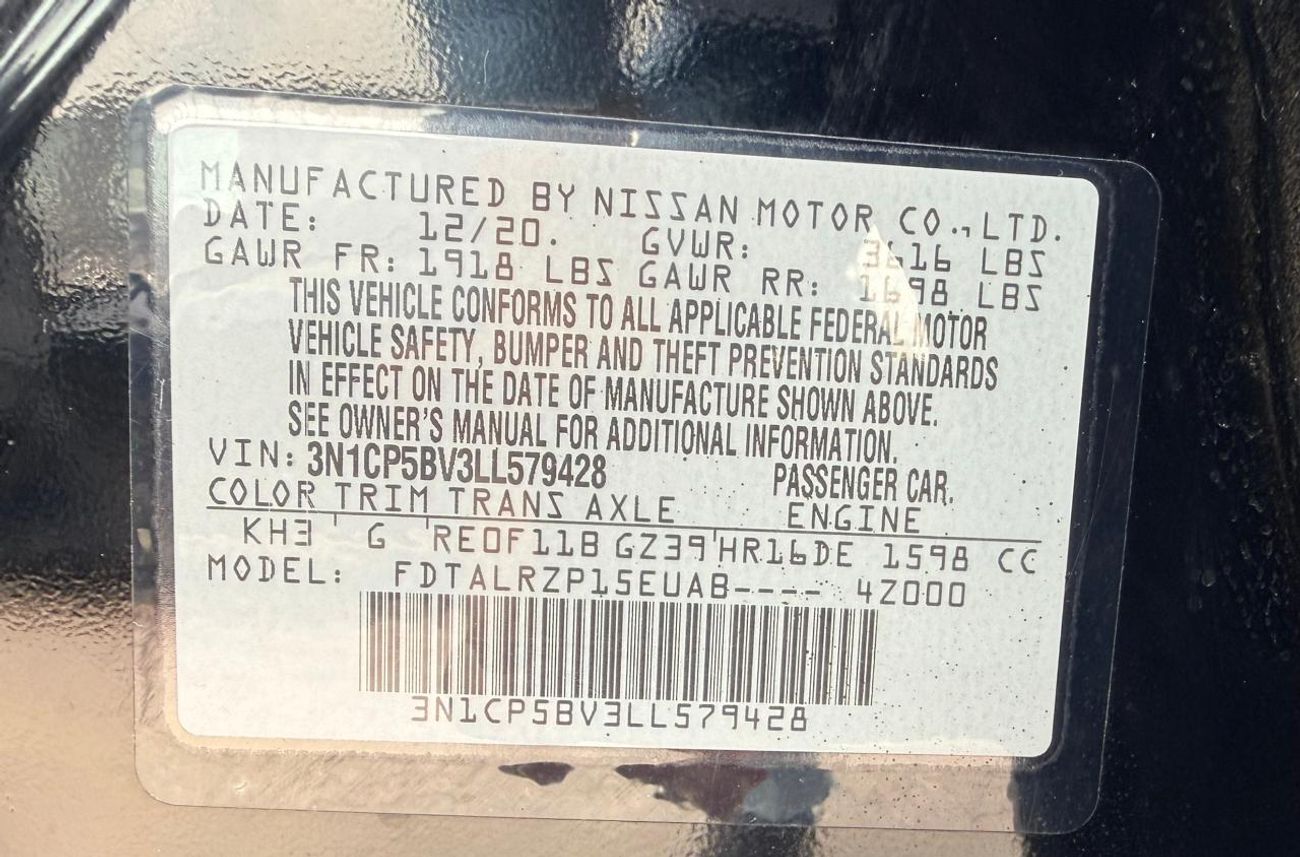 MANUFACTURED BY NISSAN MOTOR CO.,LTD.
DATE: 12/20. GVWR: 3616 LBS
GAWR FR: 1918 LBS GAWR RR: 1698 LBS
THIS VEHICLE CONFORMS TO ALL APPLICABLE FEDERAL MOTOR
VEHICLE SAFETY, BUMPER AND THEFT PREVENTION STANDARDS
IN EFFECT ON THE DATE OF MANUFACTURE SHOWN ABOVE.
SEE OWNER'S MANUAL FOR ADDITIONAL INFORMATION.
VIN: 3N1CP5BV3LL579428 PASSENGER CAR.
COLOR TRIM TRANS AXLE ENGINE
KH3 ' G 'RE0F11B GZ39'HR16DE 1598 CC
MODEL: FDTALRZP15EUAB---- 4Z000
3N1CP5BV3LL579428